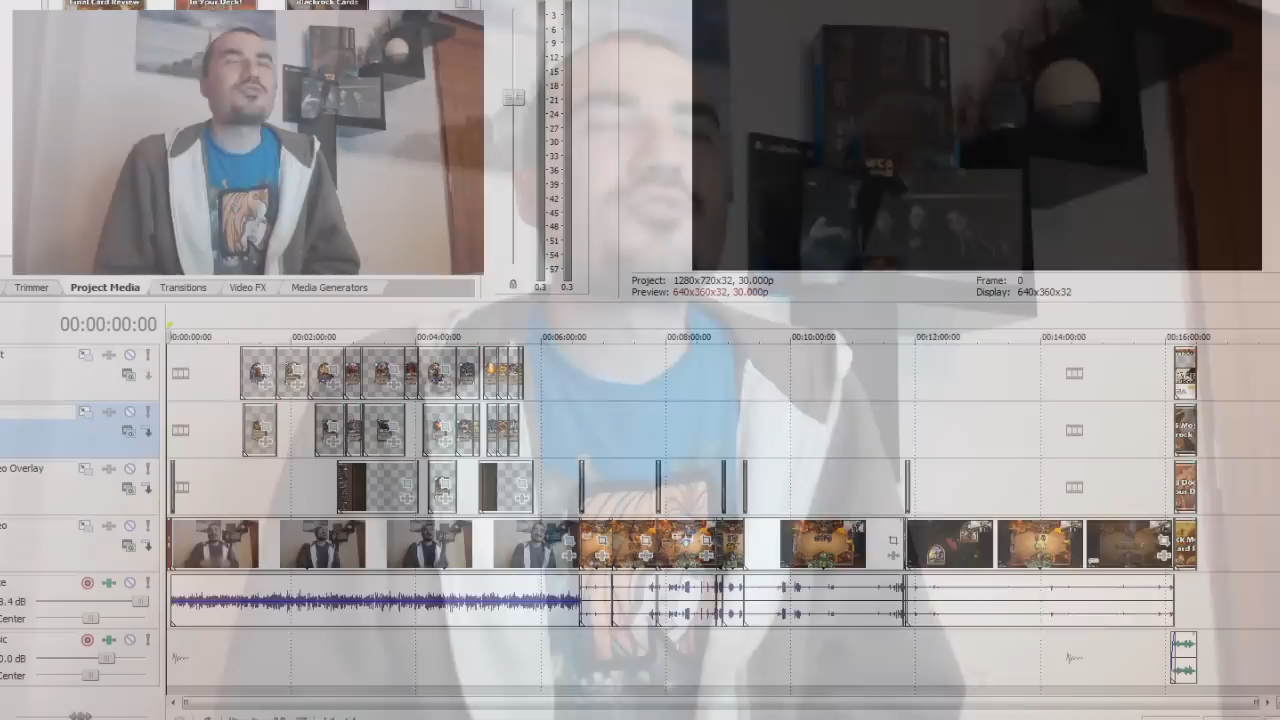 Final Card Review
In Your Deck!
Blackrock Cards
3
6
9
12
15
18
21
24
27
30
33
36
39
42
45
48
51
54
57
0.3 0.3
Project: 1280x720x32, 30.000p
Preview: 640x360x32, 30.000p
Frame: 0
Display: 640x360x32
Trimmer Project Media Transitions Video FX Media Generators
00:00:00:00
00:00:00:00 00:02:00:00 00:04:00:00 00:06:00:00 00:08:00:00 00:10:00:00 00:12:00:00 00:14:00:00 00:16:00:00
t
eo Overlay
eo
ce
8.4 dB
Center
ic
0.0 dB
Center